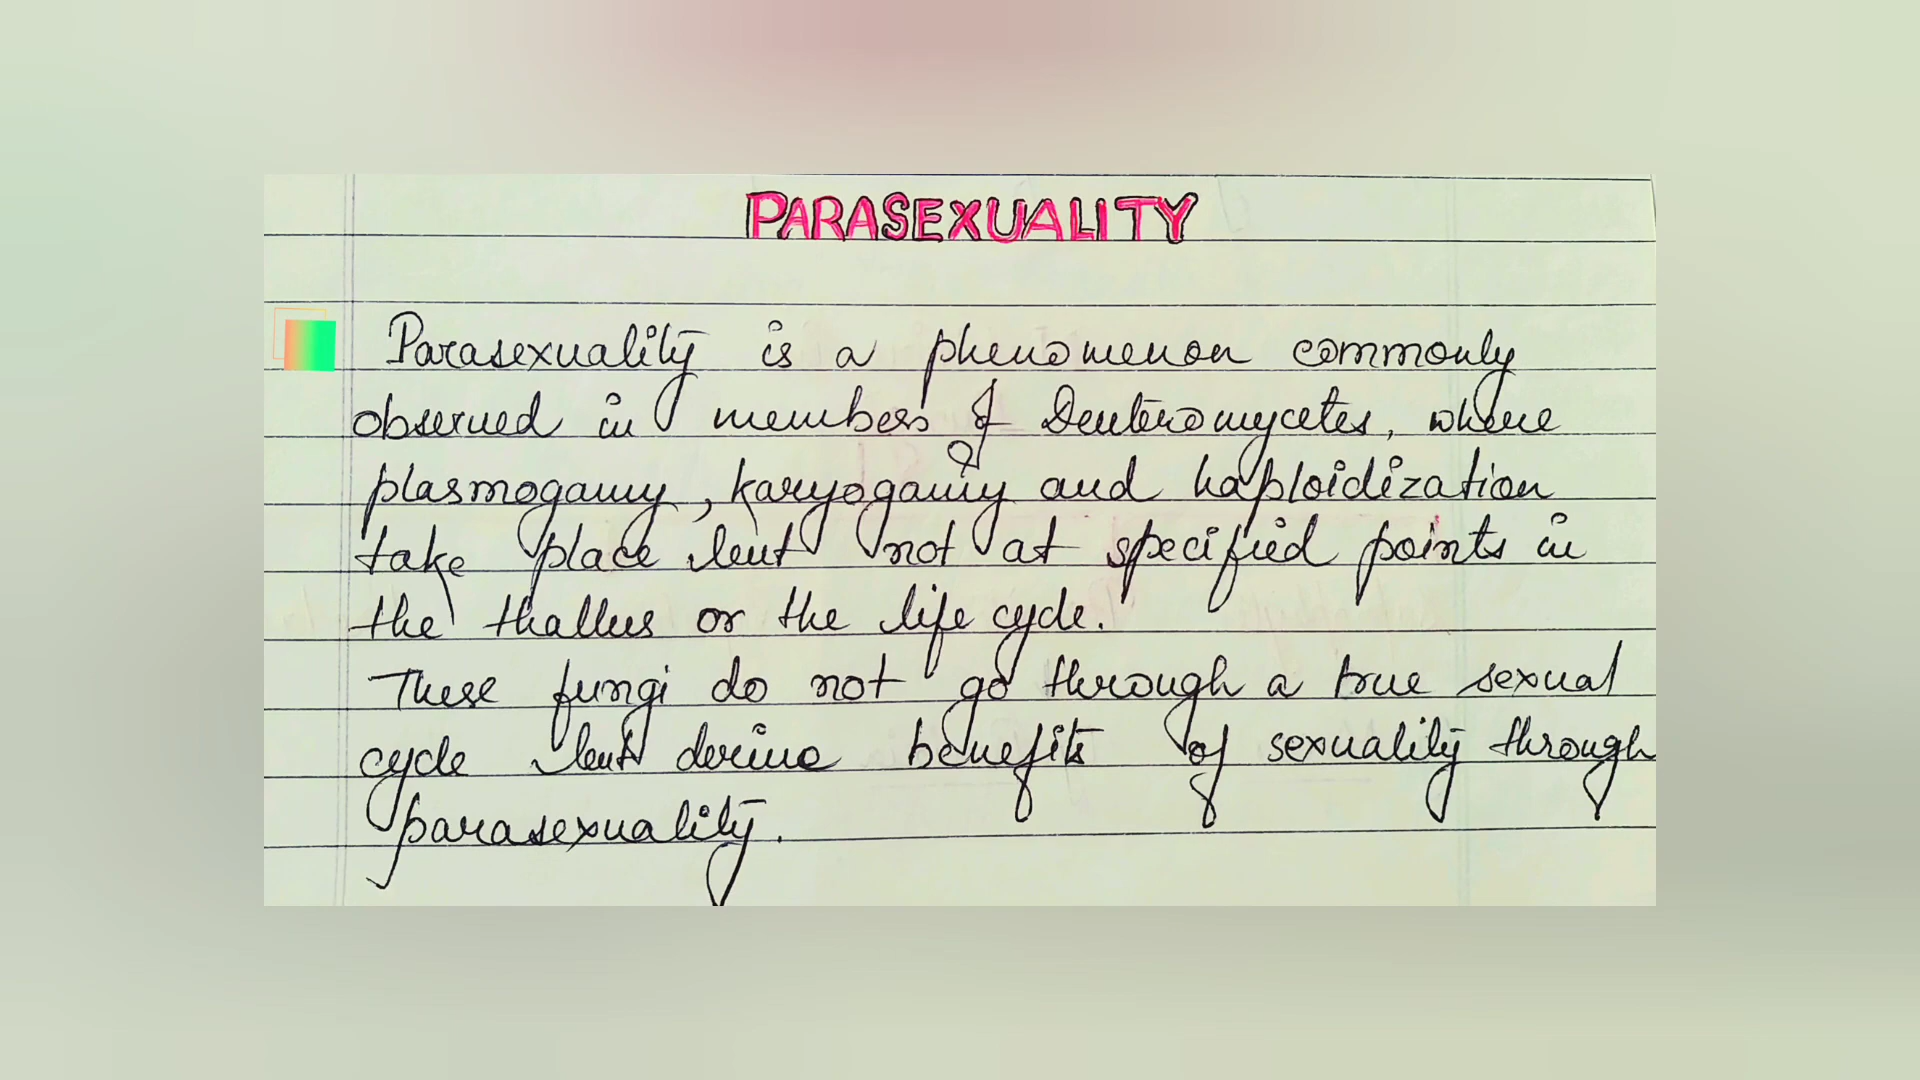 PARASEXUALITY
Parasexuality is a phenomenon commonly
observed in members of Deuteromycetes, where
plasmogamy, karyogamy and haploidization
take place but not at specified points in
the thallus or the life cycle.
These fungi do not go through a true sexual
cycle but derive benefits of sexuality through
parasexuality.